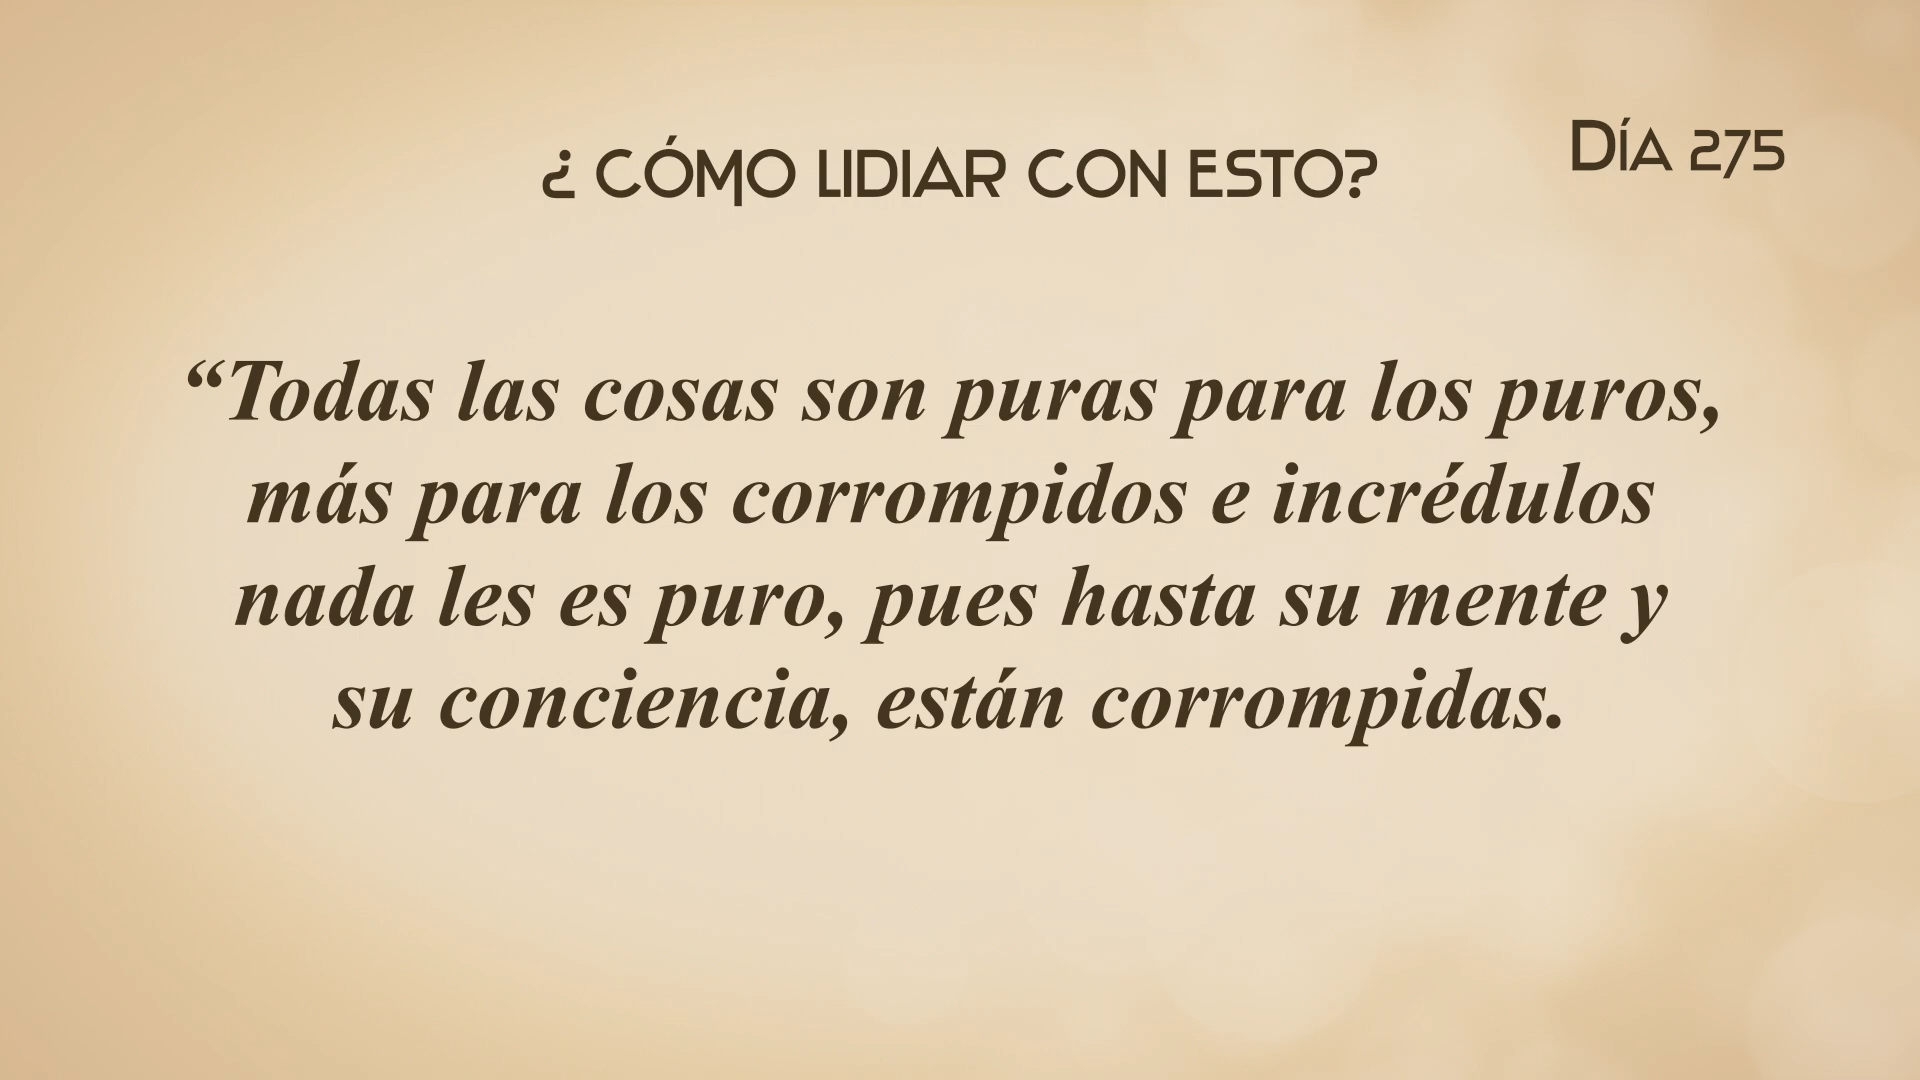 ¿ CÓMO LIDIAR CON ESTO?
DÍA 275
“Todas las cosas son puras para los puros,
más para los corrompidos e incrédulos
nada les es puro, pues hasta su mente y
su conciencia, están corrompidas.